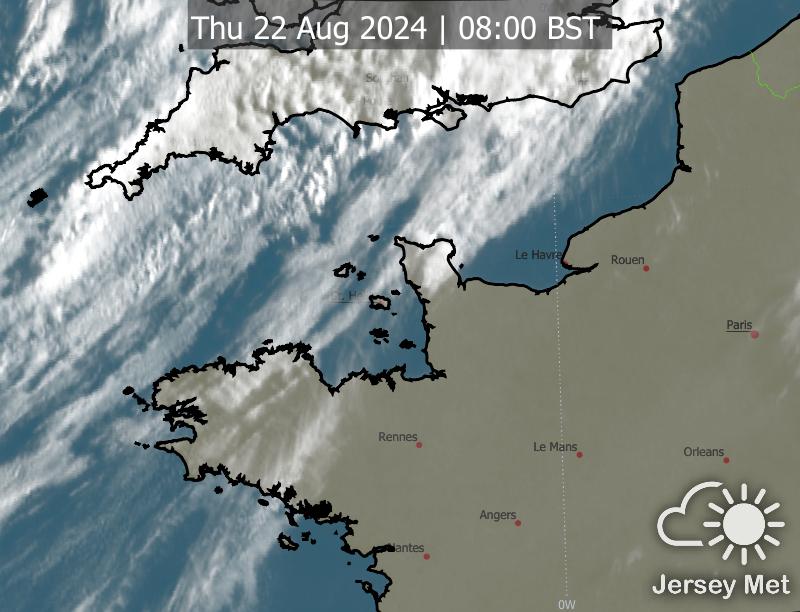 Thu 22 Aug 2024 | 08:00 BST
Le Havre
Rouen
Paris
Rennes
Le Mans
Orleans
Angers
0W
Jersey Met